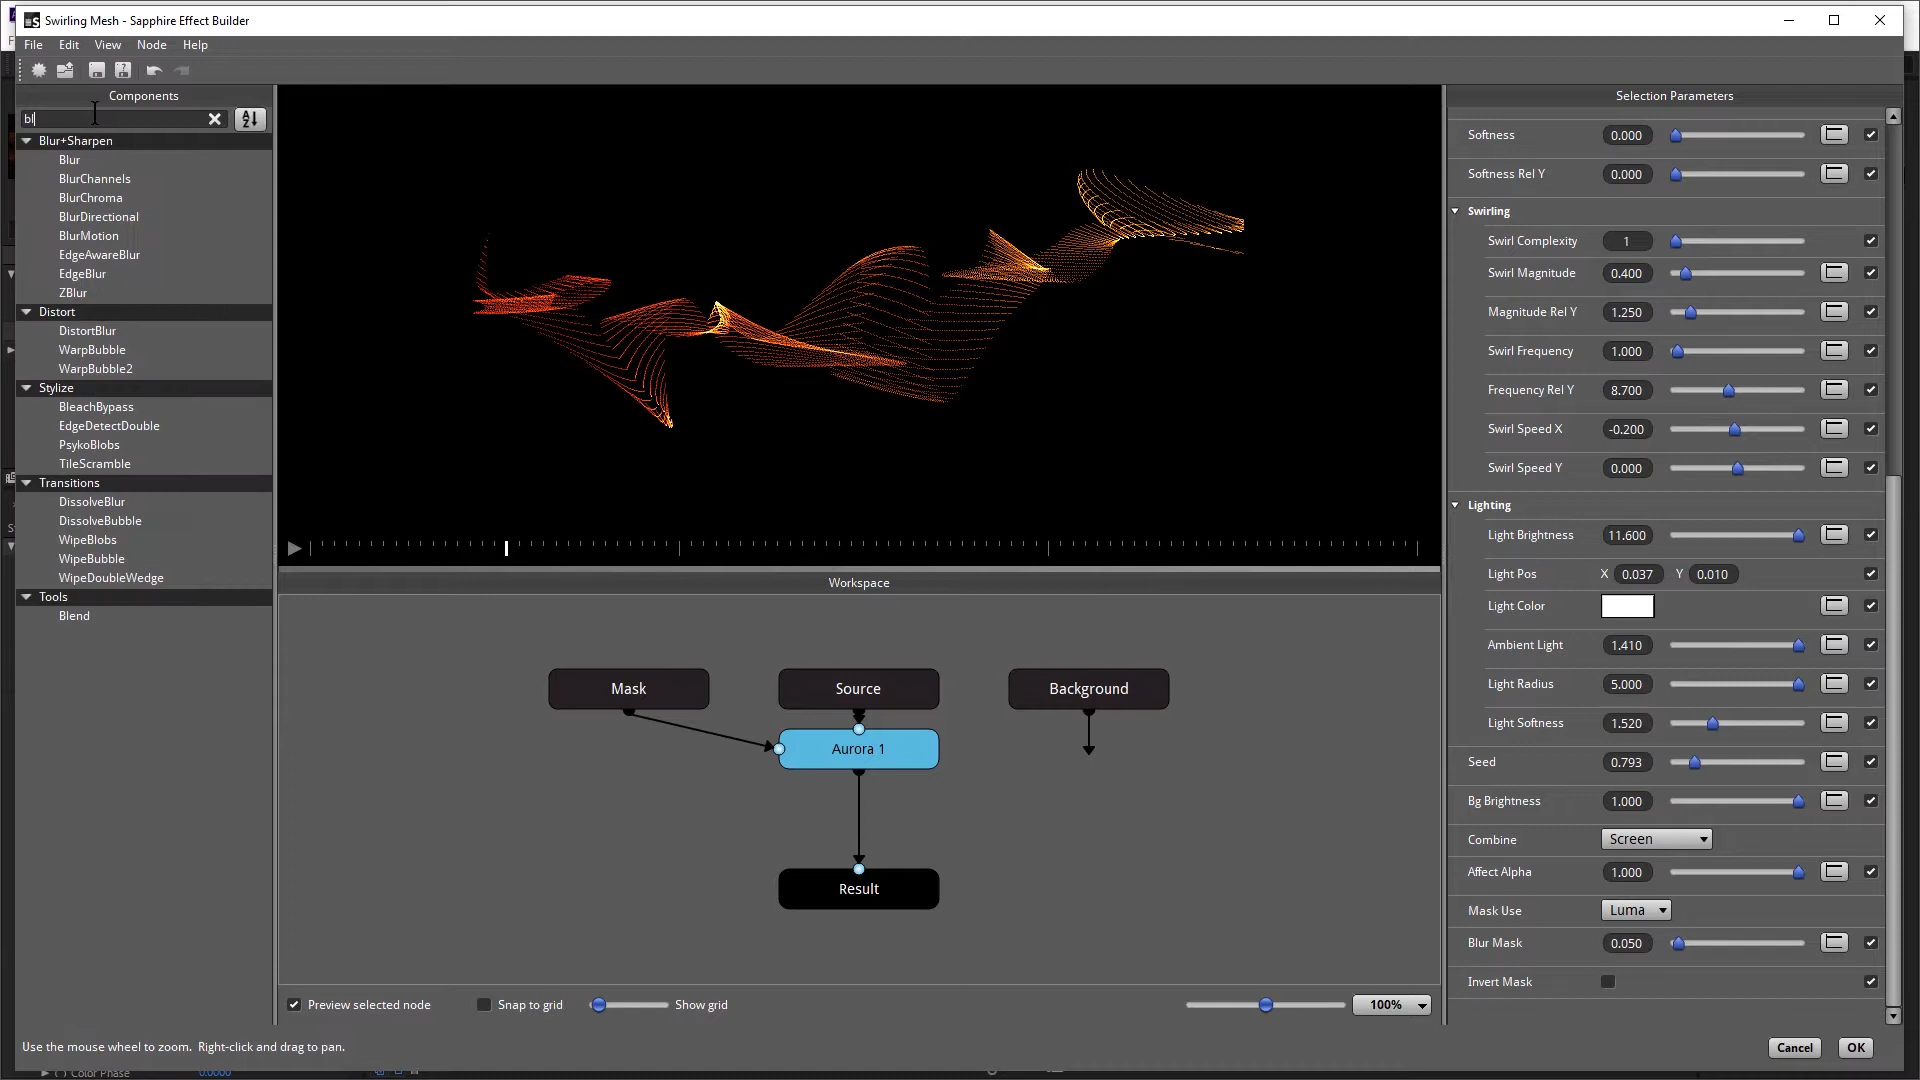 Swirling Mesh - Sapphire Effect Builder
File Edit View Node Help
Components
bl
Blur+Sharpen
Blur
BlurChannels
BlurChroma
BlurDirectional
BlurMotion
EdgeAwareBlur
EdgeBlur
ZBlur
Distort
DistortBlur
WarpBubble
WarpBubble2
Stylize
BleachBypass
EdgeDetectDouble
PsykoBlobs
TileScramble
Transitions
DissolveBlur
DissolveBubble
WipeBlobs
WipeBubble
WipeDoubleWedge
Tools
Blend
Workspace
Mask Source Background
Aurora 1
Result
Preview selected node Snap to grid Show grid 100%
Selection Parameters
Softness 0.000
Softness Rel Y 0.000
Swirling
Swirl Complexity 1
Swirl Magnitude 0.400
Magnitude Rel Y 1.250
Swirl Frequency 1.000
Frequency Rel Y 8.700
Swirl Speed X -0.200
Swirl Speed Y 0.000
Lighting
Light Brightness 11.600
Light Pos X 0.037 Y 0.010
Light Color
Ambient Light 1.410
Light Radius 5.000
Light Softness 1.520
Seed 0.793
Bg Brightness 1.000
Combine Screen
Affect Alpha 1.000
Mask Use Luma
Blur Mask 0.050
Invert Mask
Use the mouse wheel to zoom. Right-click and drag to pan.
Cancel OK
Color Phase 0.0000